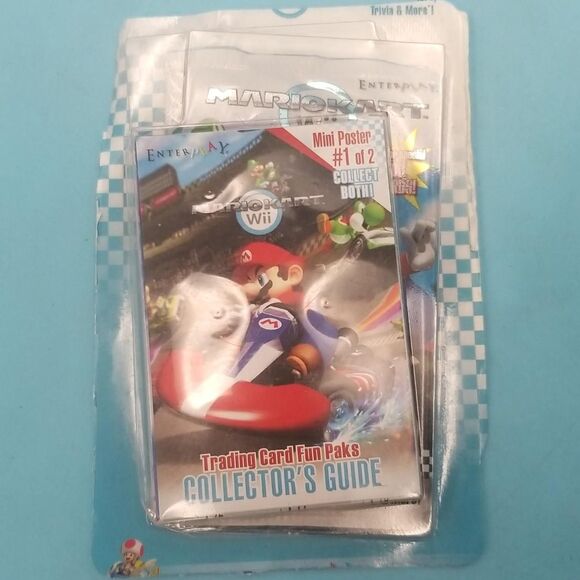 Trivia & More!
ENTERPLAY
MARIOKART
Wii
ENTERPLAY
Mini Poster
#1 of 2
COLLECT
BOTH!
MARIOKART
Wii
M
M
Trading Card Fun Paks
COLLECTOR'S GUIDE